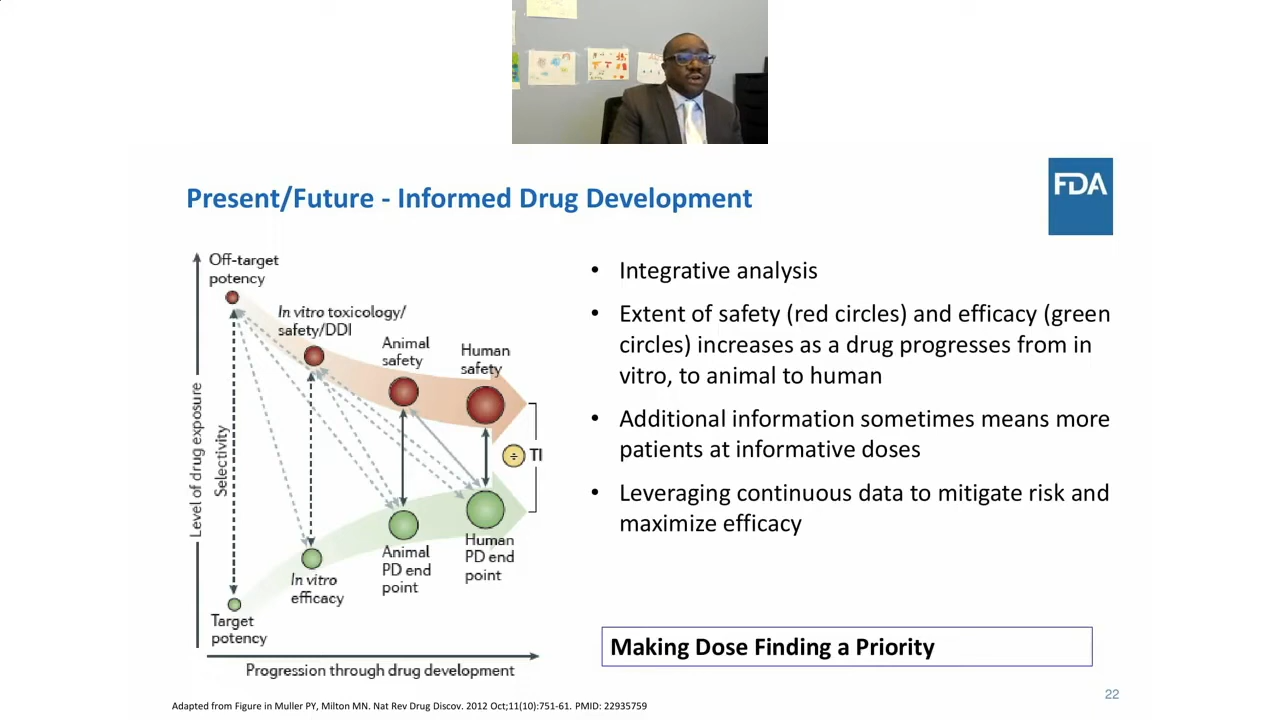 Present/Future - Informed Drug Development
FDA
Off-target
potency
In vitro toxicology/
safety/DDI
Animal
safety
Human
safety
Level of drug exposure
Selectivity
÷ TI
In vitro
efficacy
Animal
PD end
point
Human
PD end
point
Target
potency
Progression through drug development
• Integrative analysis
• Extent of safety (red circles) and efficacy (green
circles) increases as a drug progresses from in
vitro, to animal to human
• Additional information sometimes means more
patients at informative doses
• Leveraging continuous data to mitigate risk and
maximize efficacy
Making Dose Finding a Priority
22
Adapted from Figure in Muller PY, Milton MN. Nat Rev Drug Discov. 2012 Oct;11(10):751-61. PMID: 22935759